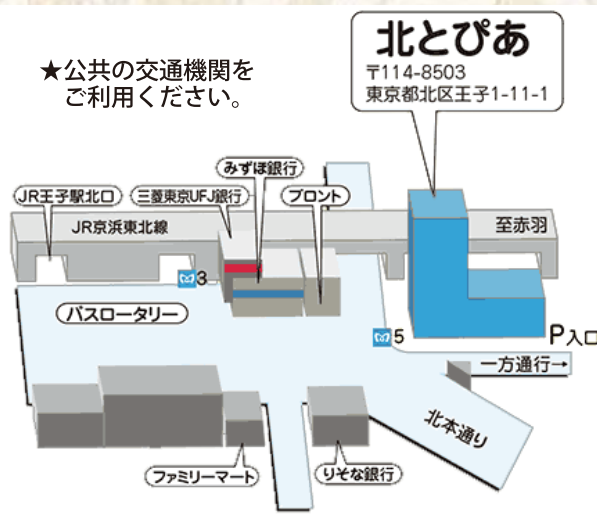 北とぴあ
〒114-8503
東京都北区王子1-11-1
★公共の交通機関を
ご利用ください。
みずほ銀行
JR王子駅北口
三菱東京UFJ銀行
プロント
JR京浜東北線
至赤羽
3
バスロータリー
5
P入口
一方通行→
北本通り
ファミリーマート
りそな銀行